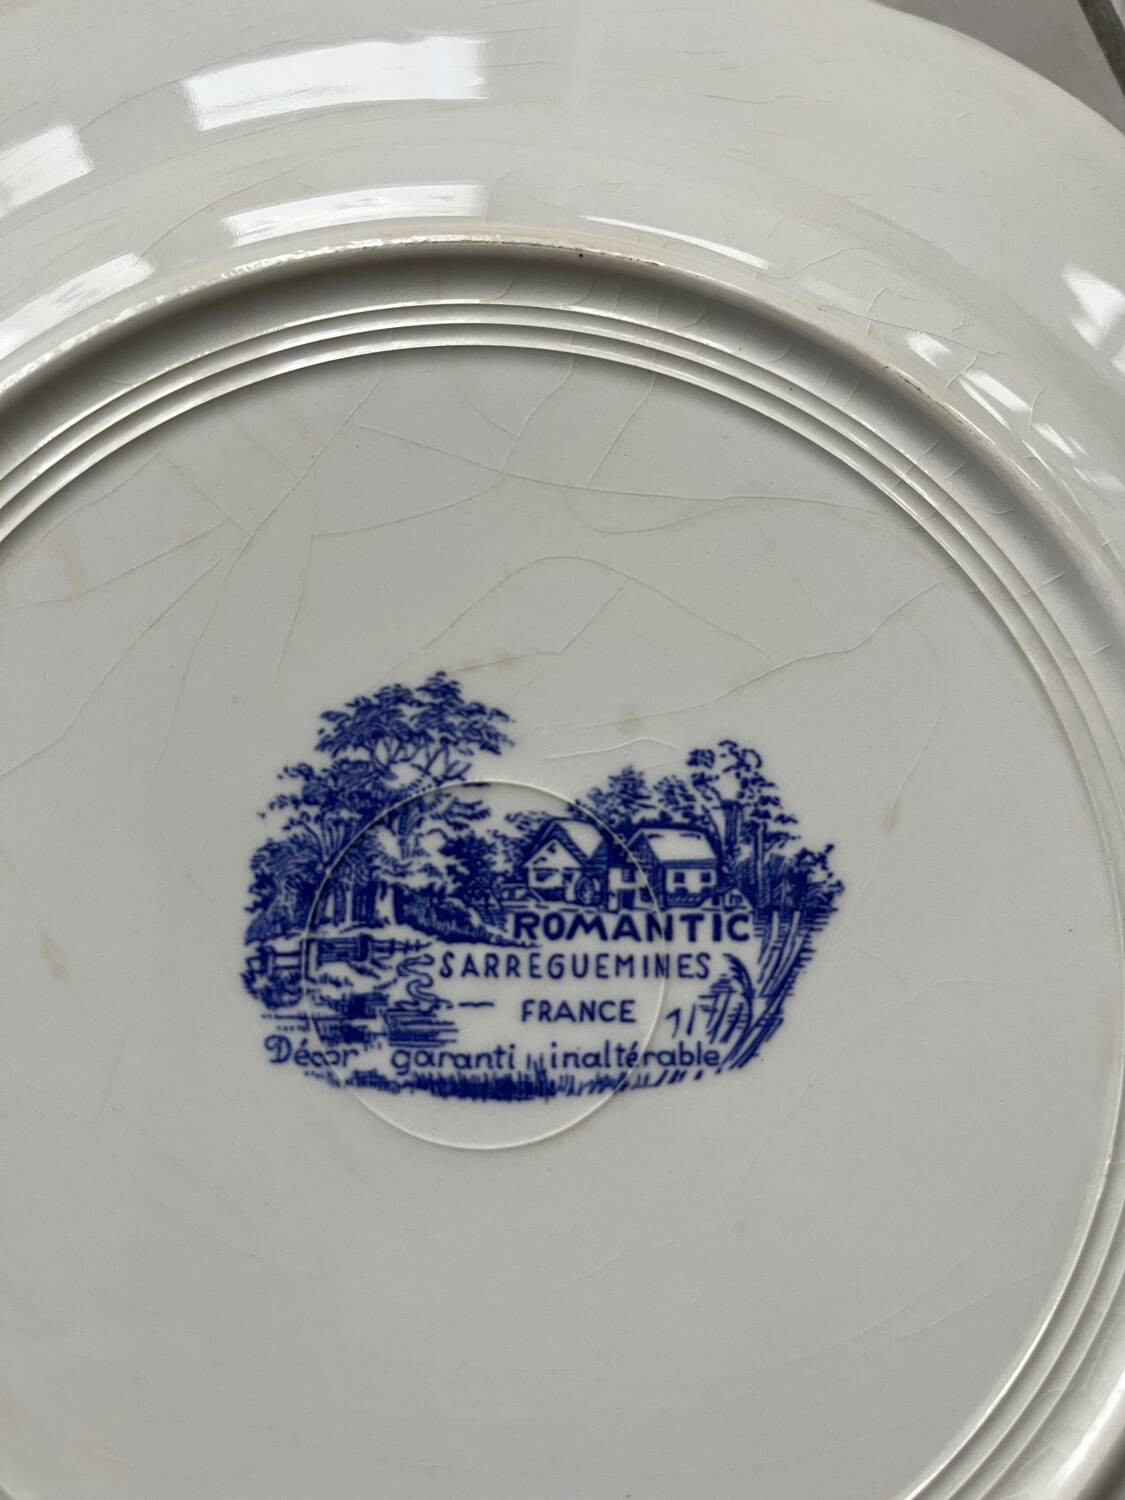 ROMANTIC
SARREGUEMINES
FRANCE
Décor garanti inaltérable